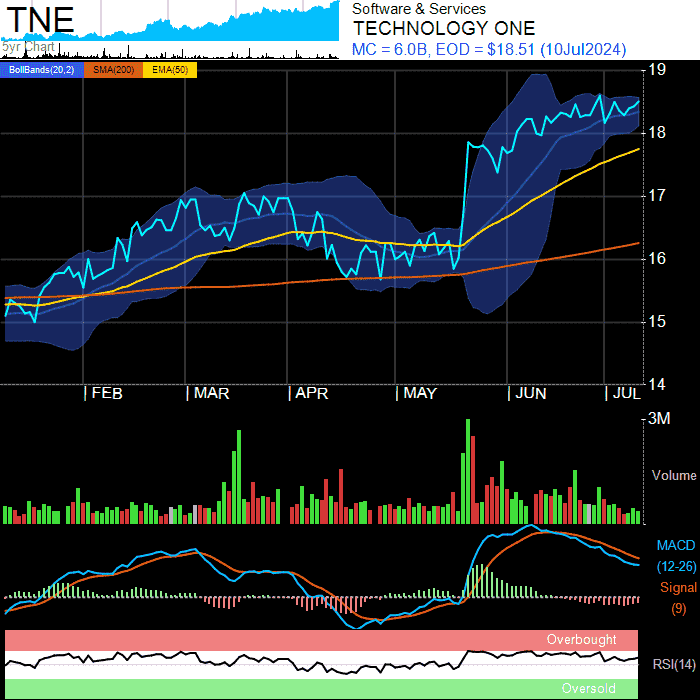 TNE
5yr Chart
Software & Services
TECHNOLOGY ONE
MC = 6.0B, EOD = $18.51 (10Jul2024)
BollBands(20,2) SMA(200) EMA(50)
19
18
17
16
15
14
FEB MAR APR MAY JUN JUL
3M
Volume
MACD
(12-26)
Signal
(9)
Overbought
RSI(14)
Oversold